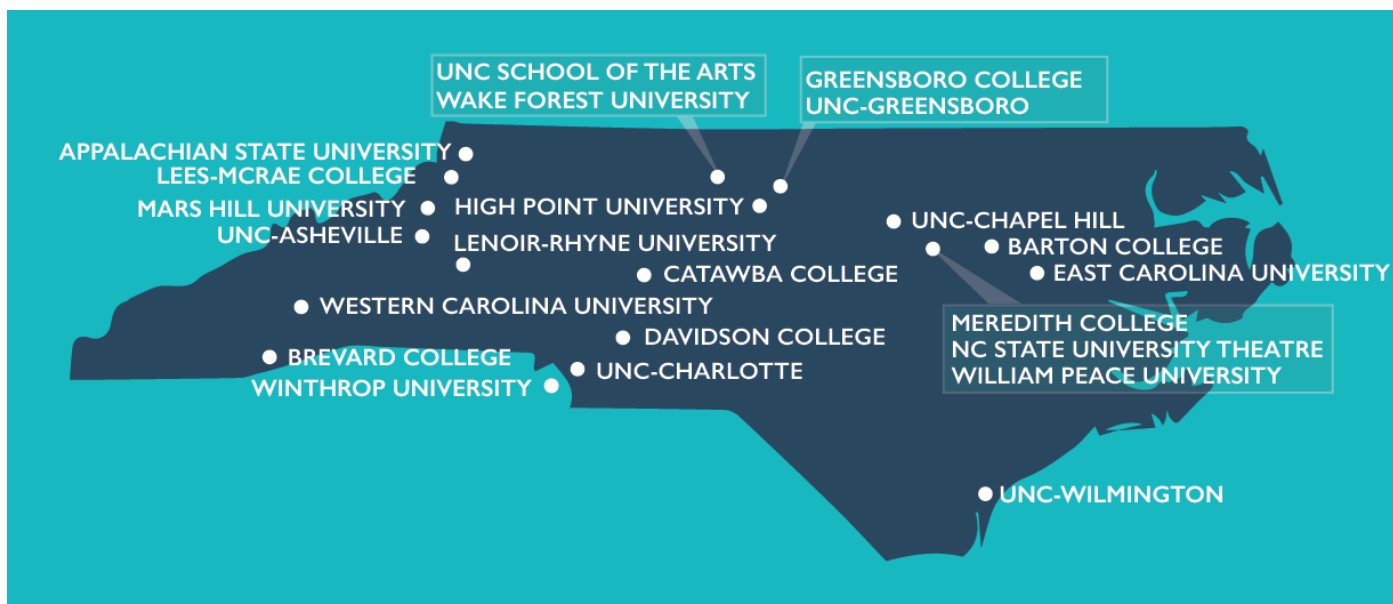 UNC SCHOOL OF THE ARTS
WAKE FOREST UNIVERSITY
GREENSBORO COLLEGE
UNC-GREENSBORO
APPALACHIAN STATE UNIVERSITY
LEES-MCRAE COLLEGE
MARS HILL UNIVERSITY
HIGH POINT UNIVERSITY
UNC-CHAPEL HILL
UNC-ASHEVILLE
LENOIR-RHYNE UNIVERSITY
BARTON COLLEGE
CATAWBA COLLEGE
EAST CAROLINA UNIVERSITY
WESTERN CAROLINA UNIVERSITY
MEREDITH COLLEGE
NC STATE UNIVERSITY THEATRE
WILLIAM PEACE UNIVERSITY
DAVIDSON COLLEGE
BREVARD COLLEGE
UNC-CHARLOTTE
WINTHROP UNIVERSITY
UNC-WILMINGTON